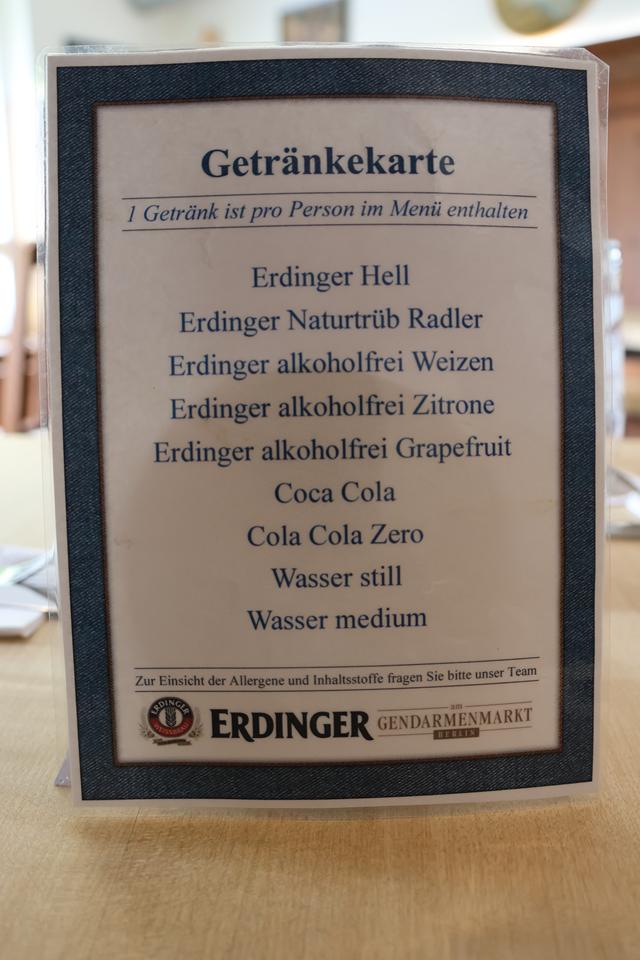 Getränkekarte
1 Getränk ist pro Person im Menü enthalten
Erdinger Hell
Erdinger Naturtrüb Radler
Erdinger alkoholfrei Weizen
Erdinger alkoholfrei Zitrone
Erdinger alkoholfrei Grapefruit
Coca Cola
Cola Cola Zero
Wasser still
Wasser medium
Zur Einsicht der Allergene und Inhaltsstoffe fragen Sie bitte unser Team
ERDINGER
WEISSBRÄU
ERDINGER
am
GENDARMENMARKT
BERLIN